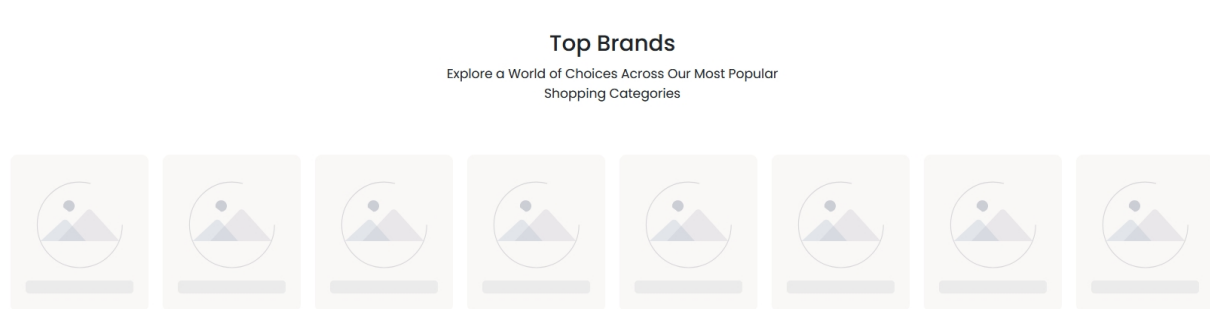 Top Brands
Explore a World of Choices Across Our Most Popular
Shopping Categories